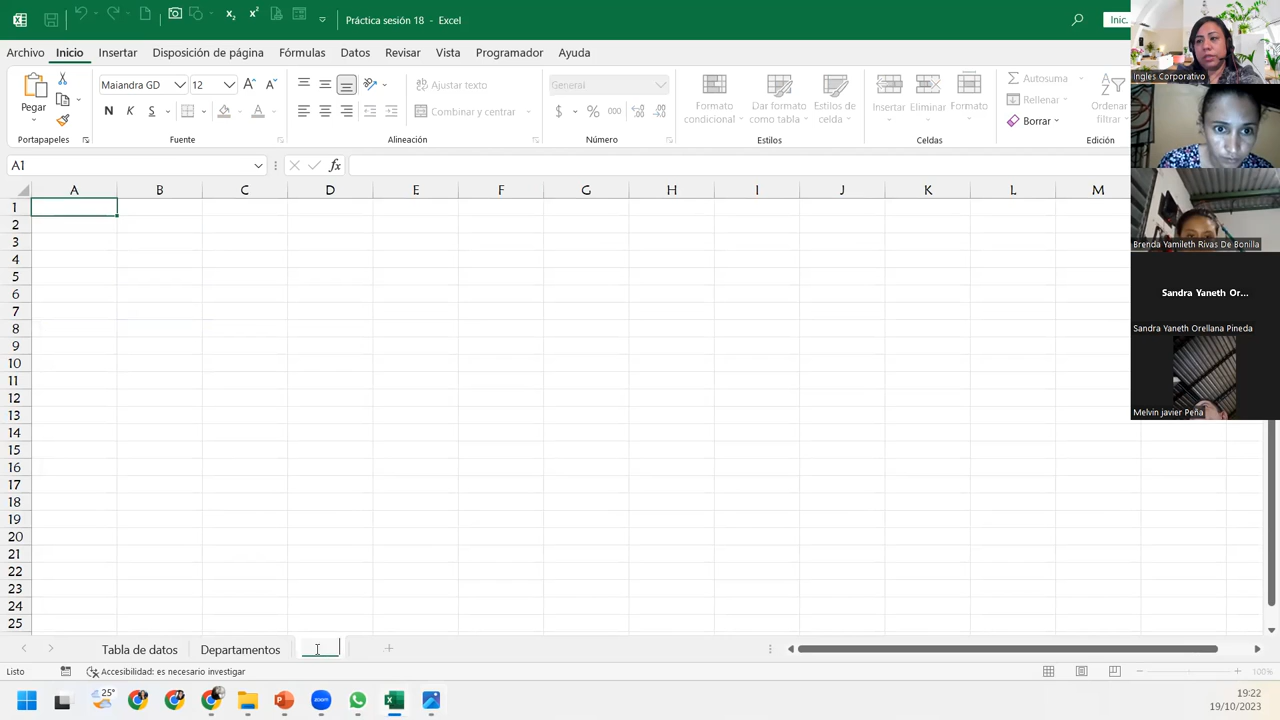 Práctica sesión 18 - Excel
Inic.
Archivo Inicio Insertar Disposición de página Fórmulas Datos Revisar Vista Programador Ayuda
Pegar
Maiandra GD 12
N K S
General
$ % 000
Combinar y centrar
Formato condicional
Dar formato como tabla
Estilos de celda
Insertar Eliminar Formato
Autosuma
Rellenar
Borrar
Ordenar
filtrar
Portapapeles Fuente Alineación Número Estilos Celdas Edición
A1
fx
A B C D E F G H I J K L M
1
2
3
4
5
6
7
8
9
10
11
12
13
14
15
16
17
18
19
20
21
22
23
24
25
Ingles Corporativo
Brenda Yamileth Rivas De Bonilla
Sandra Yaneth Or...
Sandra Yaneth Orellana Pineda
Melvin javier Peña
Tabla de datos Departamentos
Listo Accesibilidad: es necesario investigar 100%
25°
zoom
19:22
19/10/2023